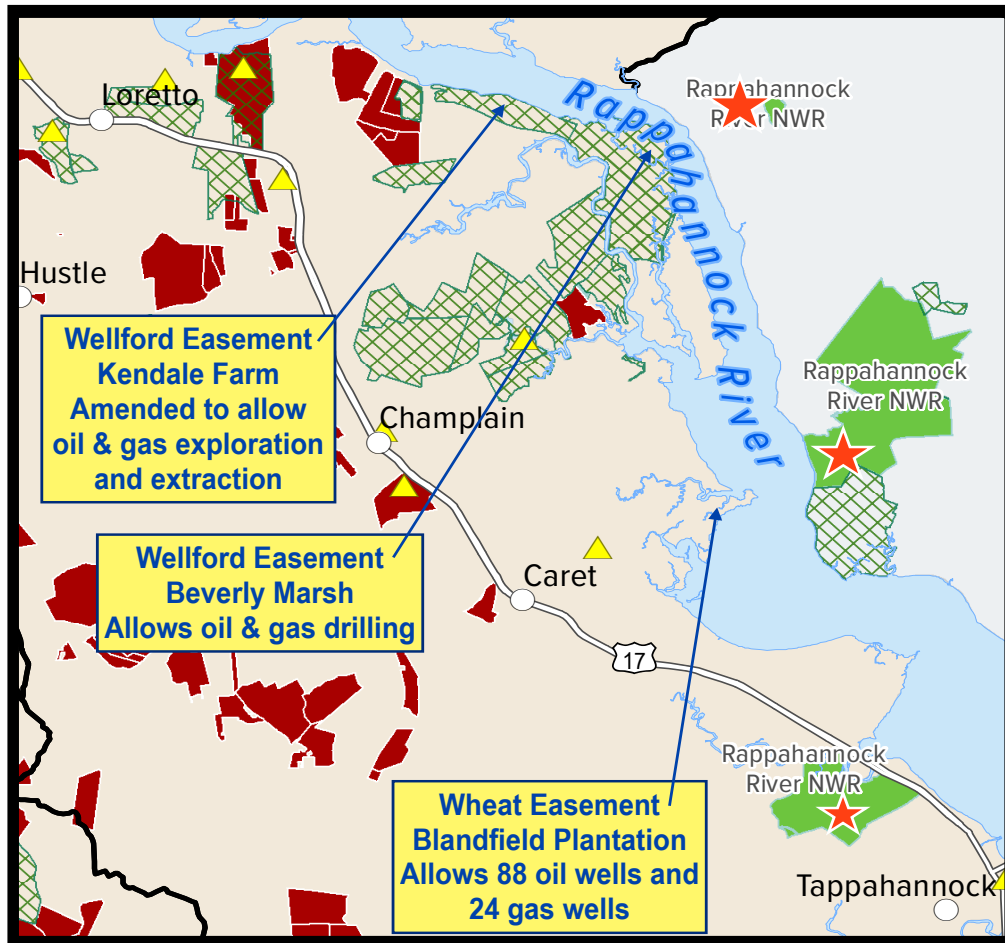 Loretto
Rappahannock
River NWR
Rappahannock River
Hustle
Wellford Easement
Kendale Farm
Amended to allow
oil & gas exploration
and extraction
Rappahannock
River NWR
Champlain
Wellford Easement
Beverly Marsh
Allows oil & gas drilling
Caret
17
Rappahannock
River NWR
Wheat Easement
Blandfield Plantation
Allows 88 oil wells and
24 gas wells
Tappahannock